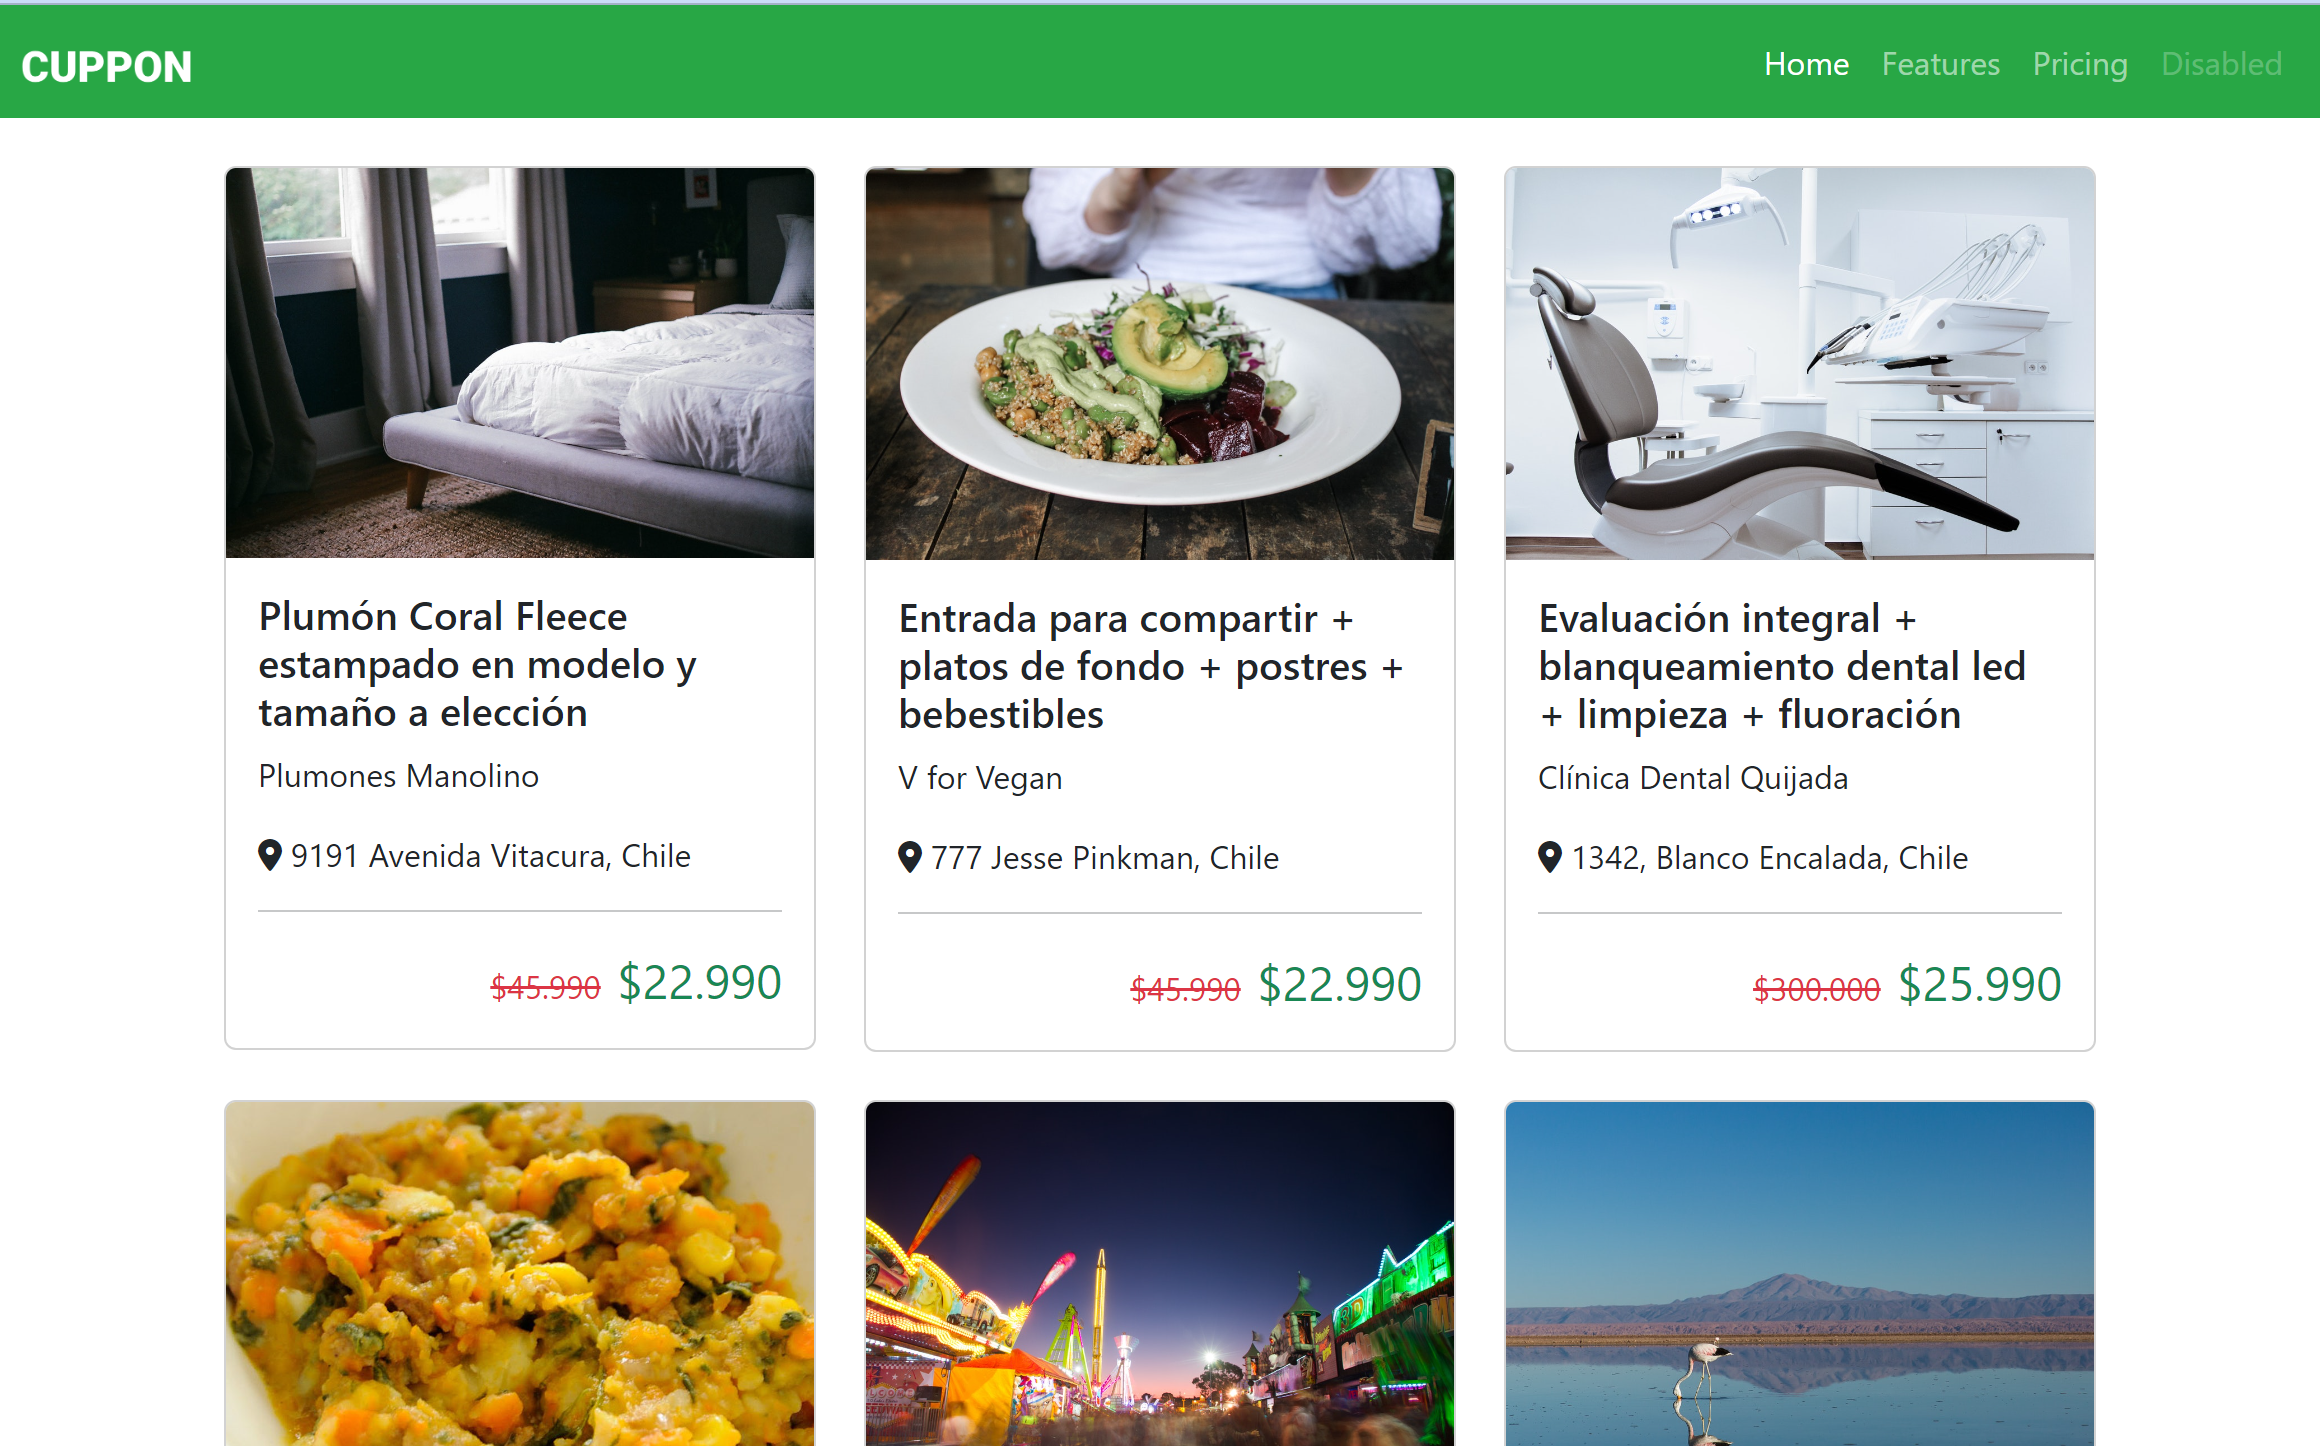 CUPPON
Home Features Pricing Disabled
Plumón Coral Fleece
estampado en modelo y
tamaño a elección
Plumones Manolino
9191 Avenida Vitacura, Chile
$45.990 $22.990
Entrada para compartir +
platos de fondo + postres +
bebestibles
V for Vegan
777 Jesse Pinkman, Chile
$45.990 $22.990
Evaluación integral +
blanqueamiento dental led
+ limpieza + fluoración
Clínica Dental Quijada
1342, Blanco Encalada, Chile
$300.000 $25.990